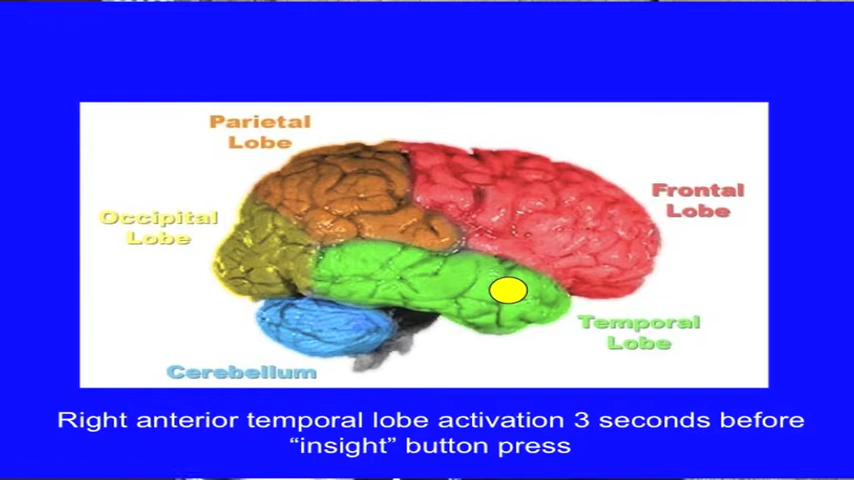 Parietal
Lobe
Frontal
Lobe
Occipital
Lobe
Temporal
Lobe
Cerebellum
Right anterior temporal lobe activation 3 seconds before
“insight” button press